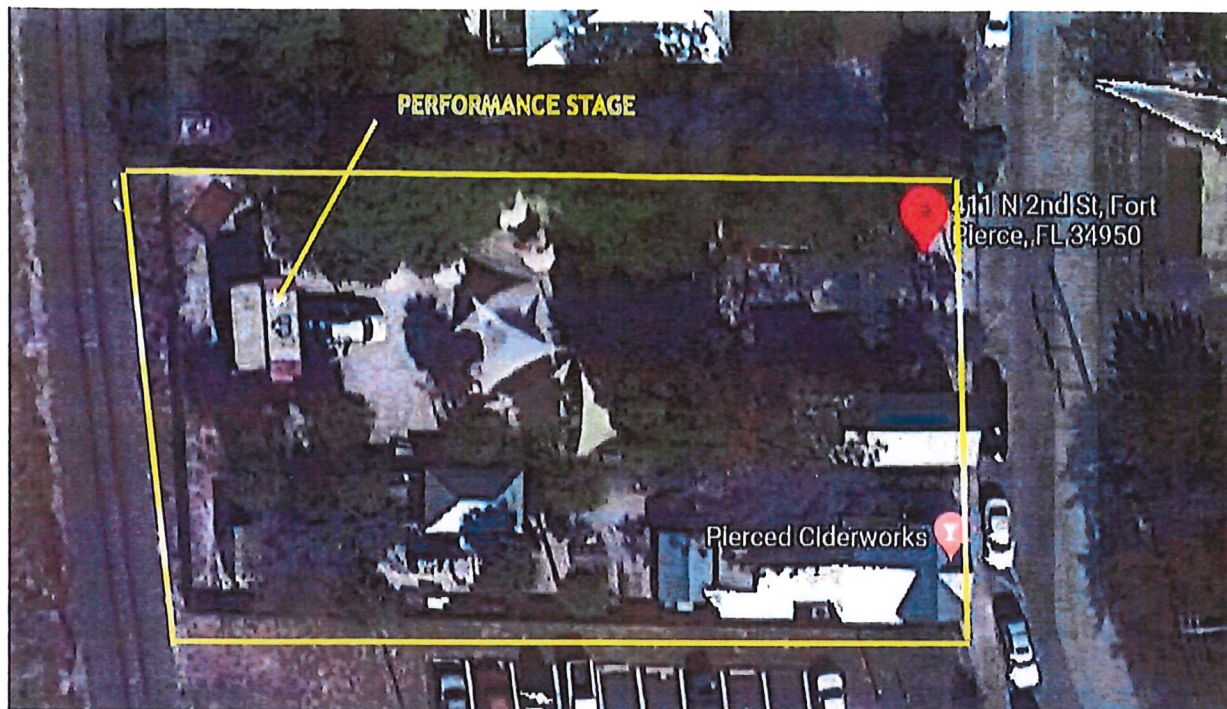 PERFORMANCE STAGE
411 N 2nd St, Fort
Pierce, FL 34950
Pierced Ciderworks